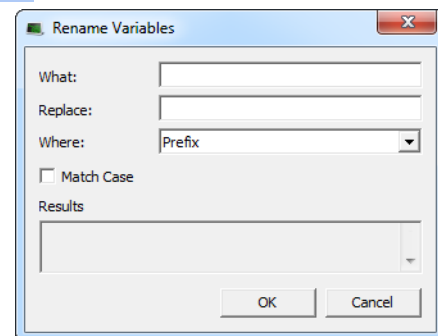 Rename Variables
What:
Replace:
Where: Prefix
Match Case
Results
OK Cancel